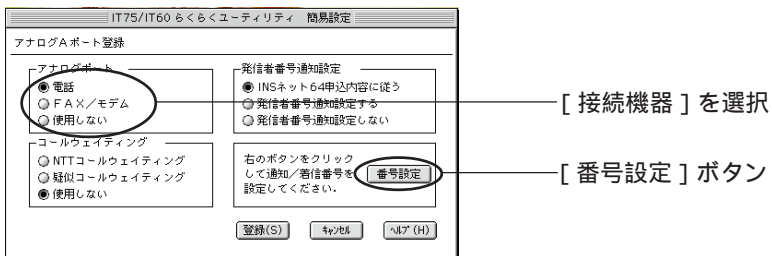 IT75/IT60 らくらくユーティリティ 簡易設定
アナログAポート登録
アナログポート
電話
FAX/モデム
使用しない
発信者番号通知設定
INSネット64申込内容に従う
発信者番号通知設定する
発信者番号通知設定しない
コールウェイティング
NTTコールウェイティング
疑似コールウェイティング
使用しない
右のボタンをクリック
して通知/着信番号を
設定してください.
番号設定
登録(S)
キャンセル
ヘルプ(H)
[ 接続機器 ] を選択
[ 番号設定 ] ボタン